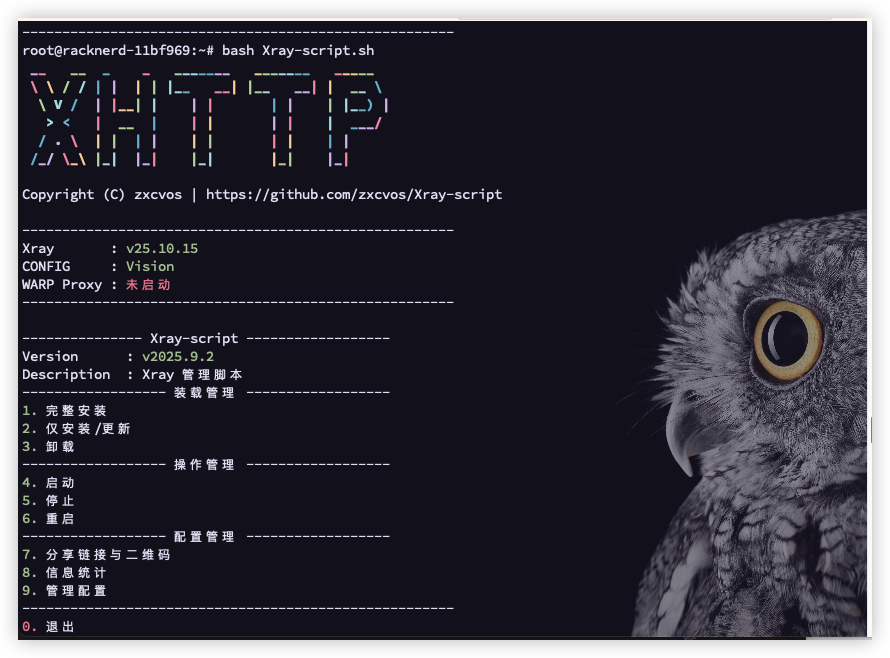 -----------------------------------------------------
root@racknerd-11bf969:~# bash Xray-script.sh
XHTTP
Copyright (C) zxcvos | https://github.com/zxcvos/Xray-script
-----------------------------------------------------
Xray       : v25.10.15
CONFIG     : Vision
WARP Proxy : 未启动
-----------------------------------------------------
--------------- Xray-script ------------------
Version      : v2025.9.2
Description  : Xray 管理脚本
------------------ 装载管理 ------------------
1. 完整安装
2. 仅安装/更新
3. 卸载
------------------ 操作管理 ------------------
4. 启动
5. 停止
6. 重启
------------------ 配置管理 ------------------
7. 分享链接与二维码
8. 信息统计
9. 管理配置
-----------------------------------------------------
0. 退出